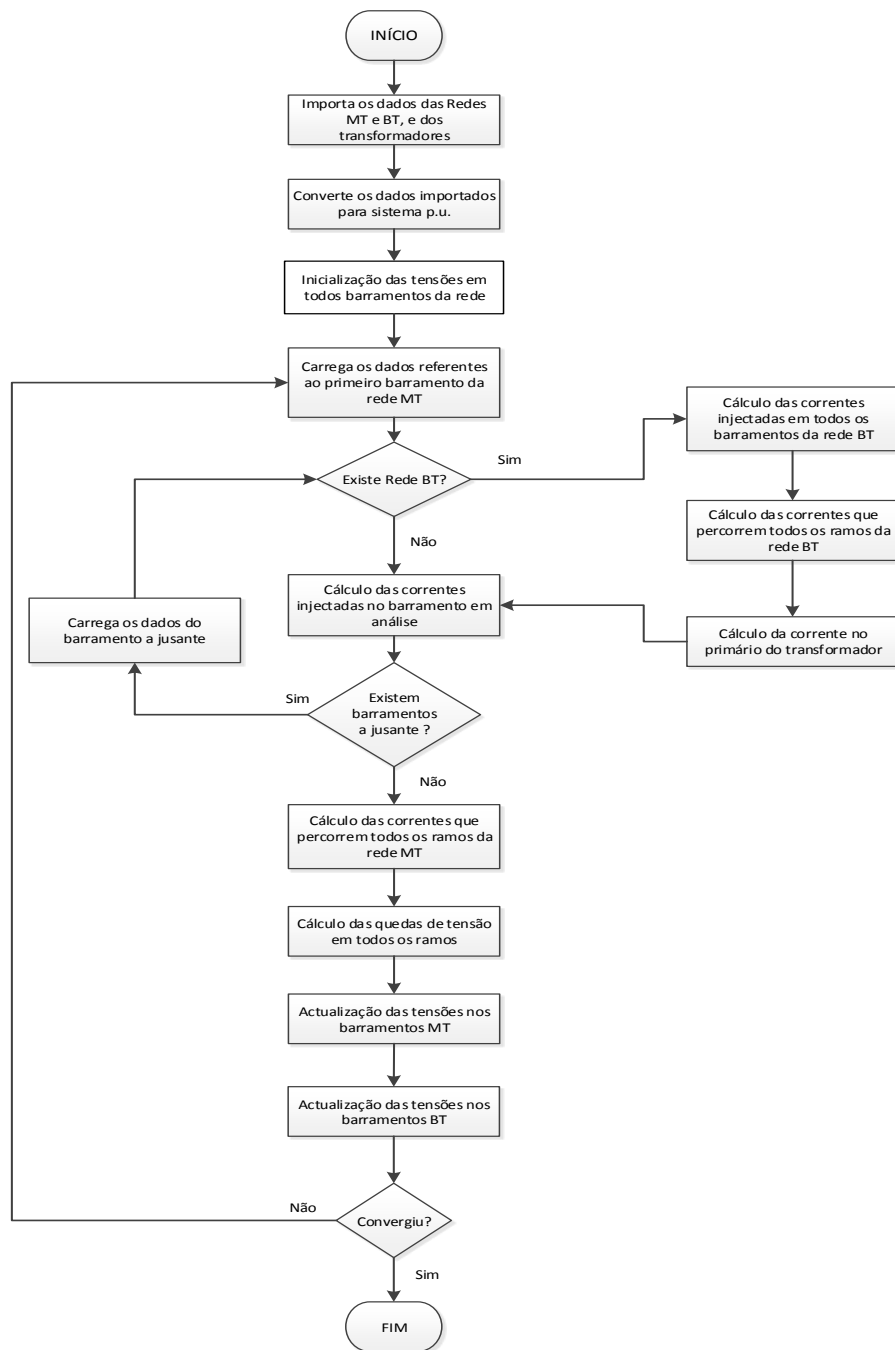 INÍCIO
Importa os dados das Redes
MT e BT, e dos
transformadores
Converte os dados importados
para sistema p.u.
Inicialização das tensões em
todos barramentos da rede
Carrega os dados referentes
ao primeiro barramento da
rede MT
Existe Rede BT?
Sim
Cálculo das correntes
injectadas em todos os
barramentos da rede BT
Cálculo das correntes que
percorrem todos os ramos da
rede BT
Cálculo da corrente no
primário do transformador
Não
Cálculo das correntes
injectadas no barramento em
análise
Carrega os dados do
barramento a jusante
Sim
Existem
barramentos
a jusante ?
Não
Cálculo das correntes que
percorrem todos os ramos da
rede MT
Cálculo das quedas de tensão
em todos os ramos
Actualização das tensões nos
barramentos MT
Actualização das tensões nos
barramentos BT
Não
Convergiu?
Sim
FIM